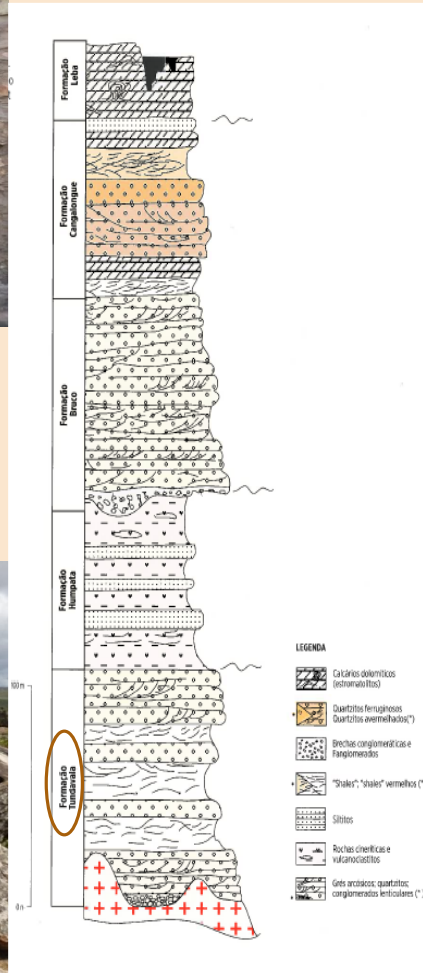 Formação
Leba
Formação
Cangalongue
Formação
Bruco
Formação
Humpata
Formação
Tundavala
100 m
0 m
LEGENDA
Calcários dolomíticos
(estromatolitos)
Quartzitos ferruginosos
Quartzitos avermelhados(*)
Brechas conglomeráticas e
Fanglomerados
"Shales"; "shales" vermelhos (*
Siltitos
Rochas cineríticas e
vulcanoclastitos
Grés arcósicos; quartzitos;
conglomerados lenticulares (*)